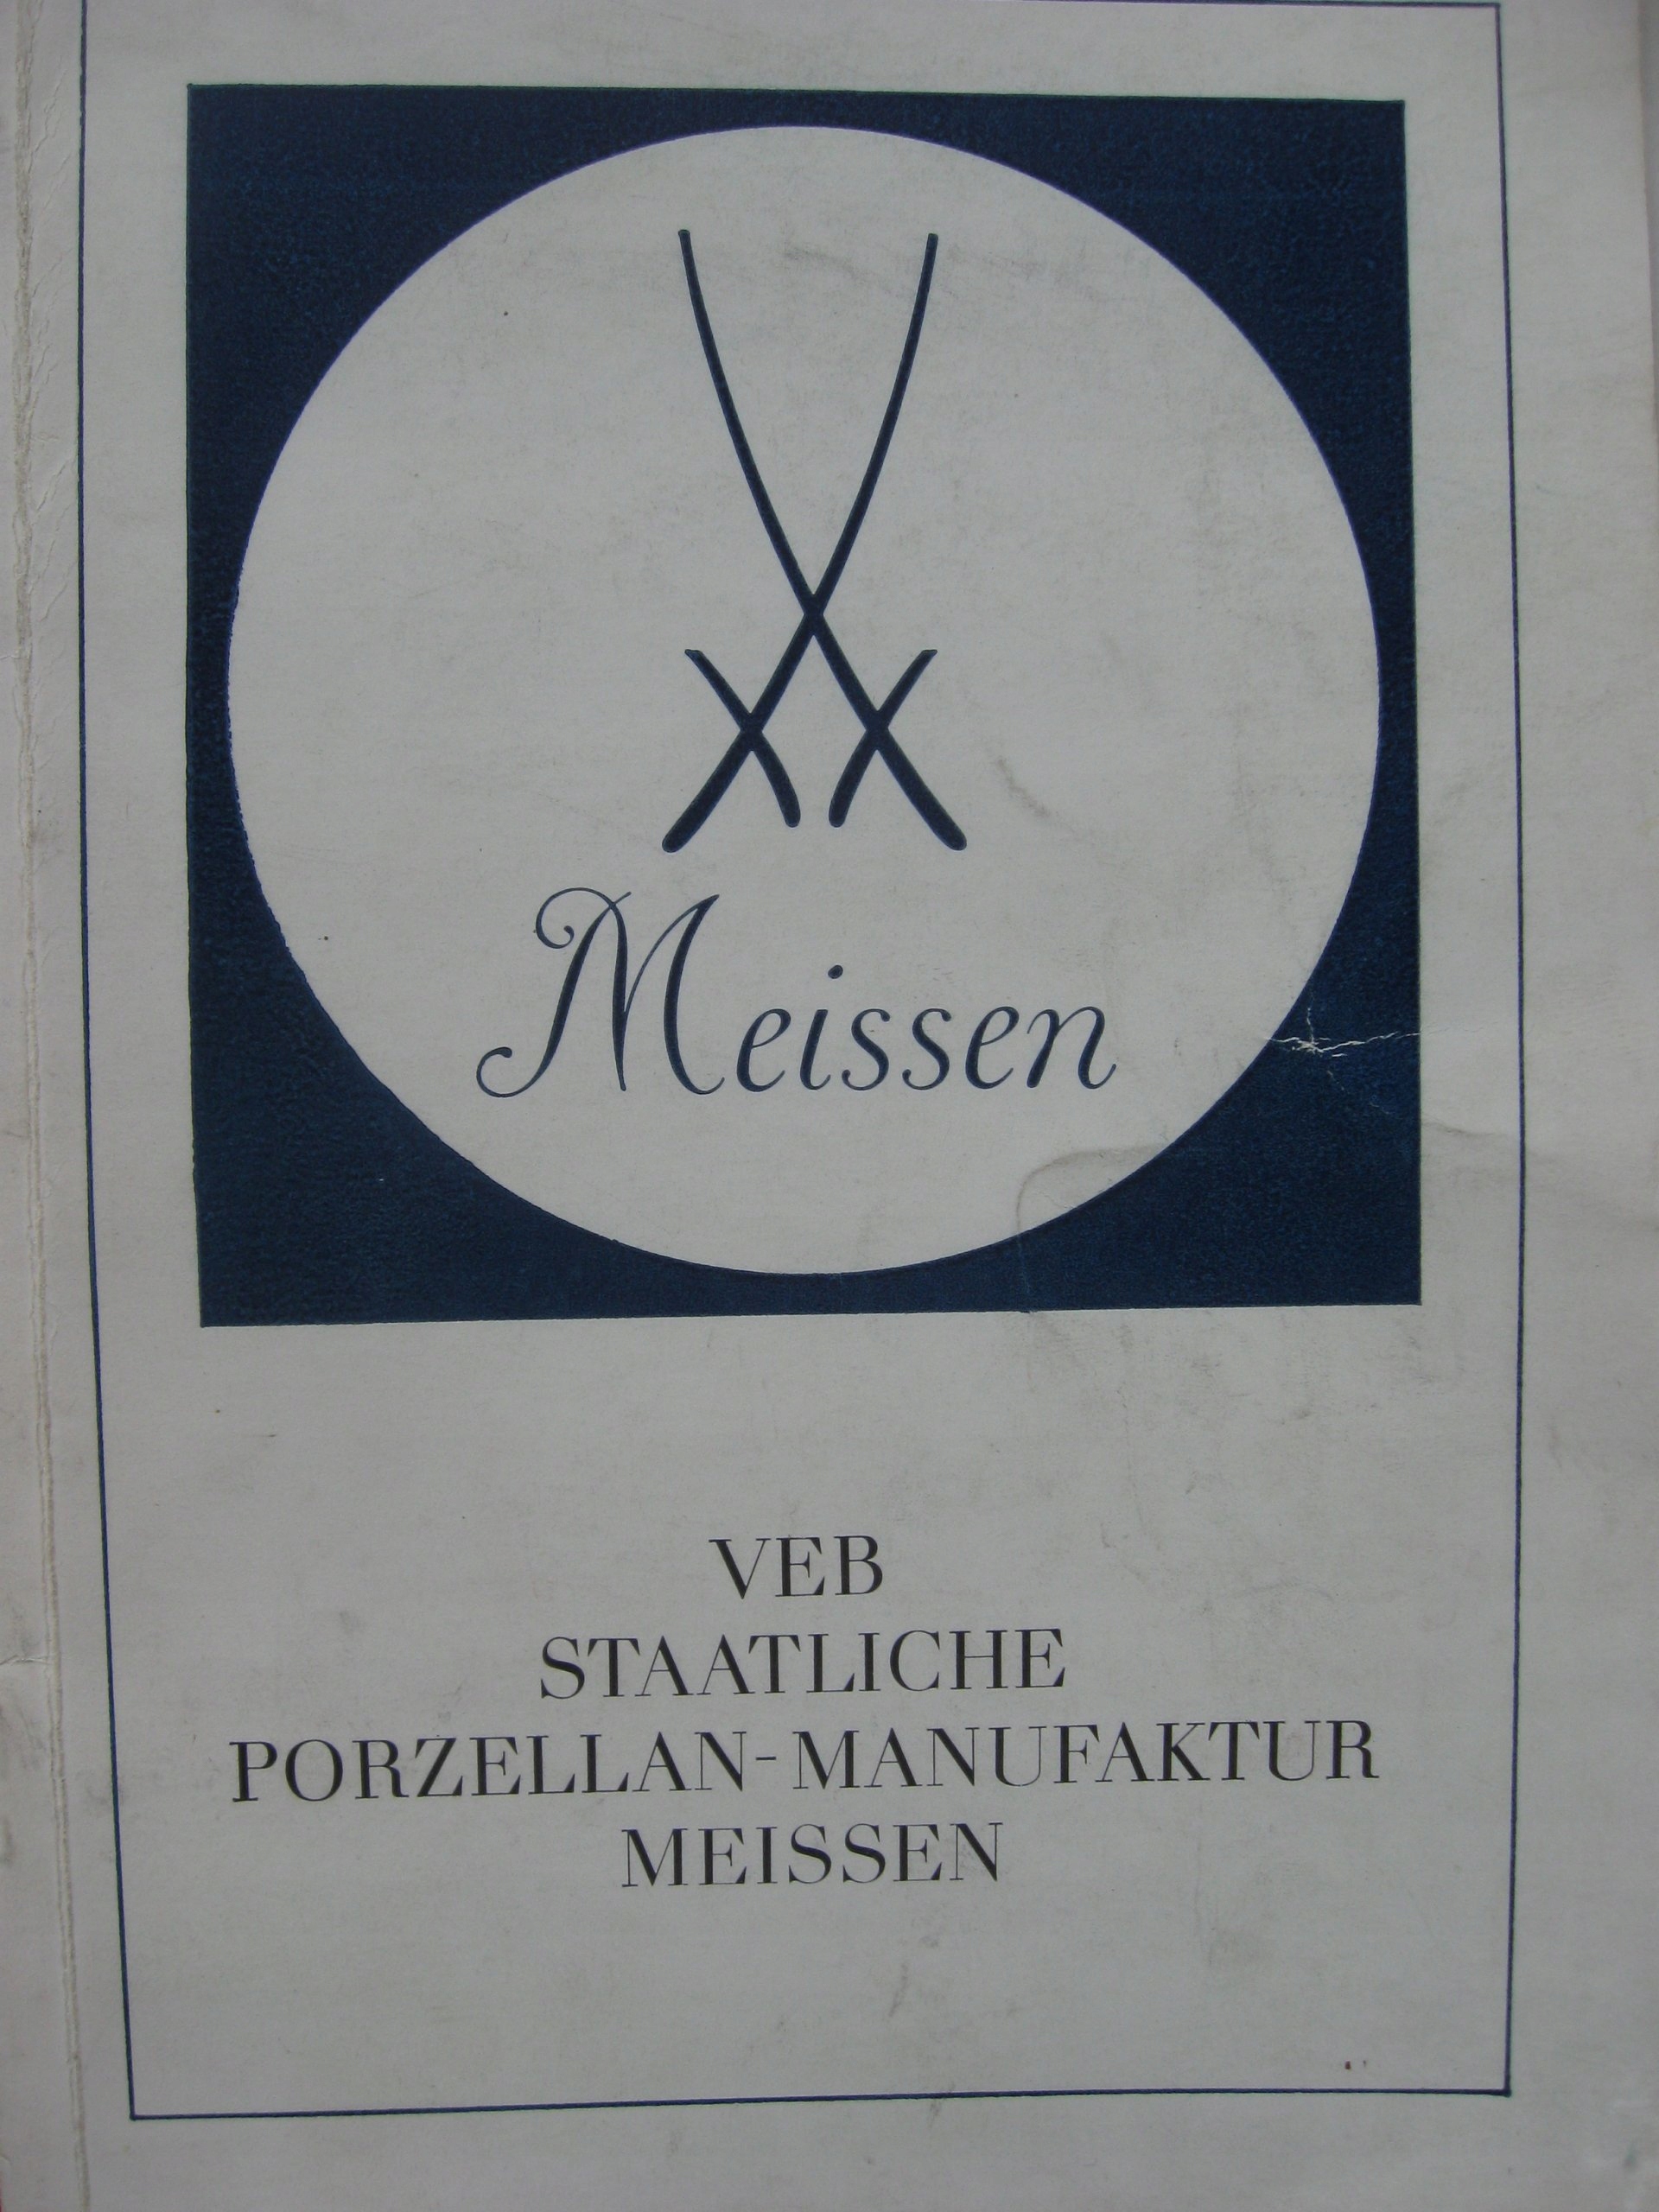 Meissen
VEB
STAATLICHE
PORZELLAN-MANUFAKTUR
MEISSEN